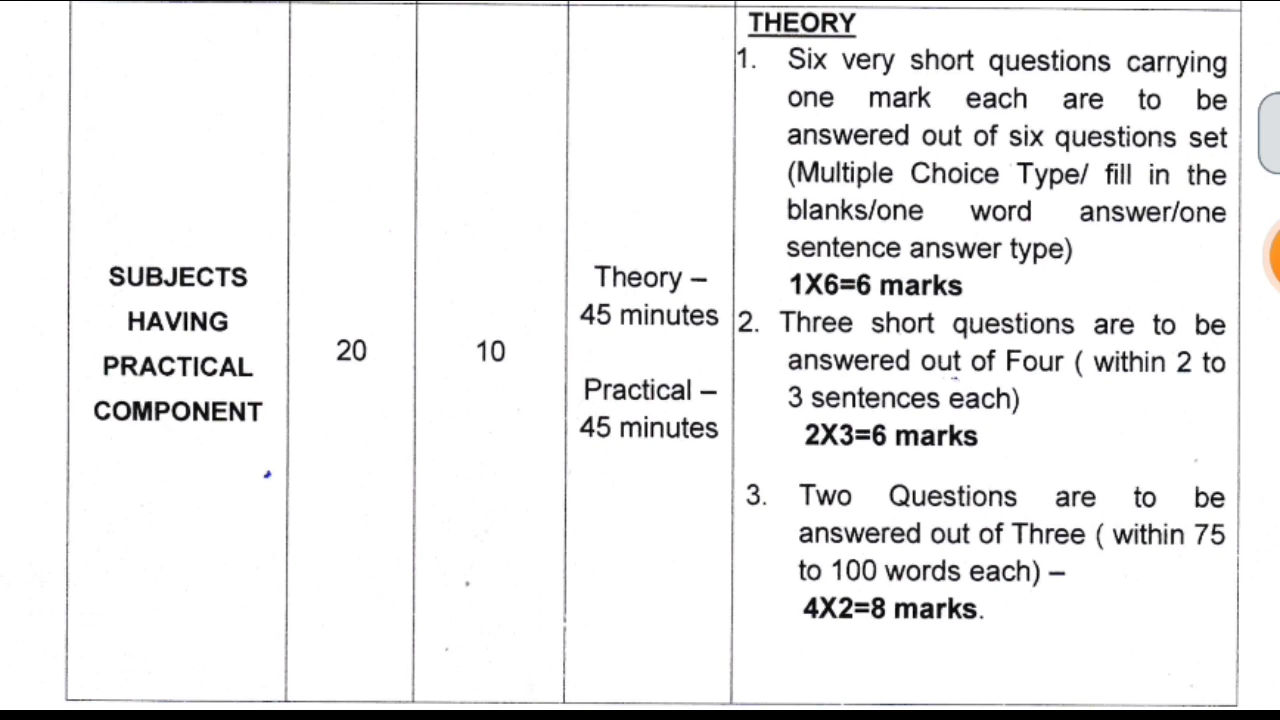 SUBJECTS
HAVING
PRACTICAL
COMPONENT
20
10
Theory –
45 minutes
Practical –
45 minutes
THEORY
1. Six very short questions carrying
one mark each are to be
answered out of six questions set
(Multiple Choice Type/ fill in the
blanks/one word answer/one
sentence answer type)
1X6=6 marks
2. Three short questions are to be
answered out of Four ( within 2 to
3 sentences each)
2X3=6 marks
3. Two Questions are to be
answered out of Three ( within 75
to 100 words each) –
4X2=8 marks.